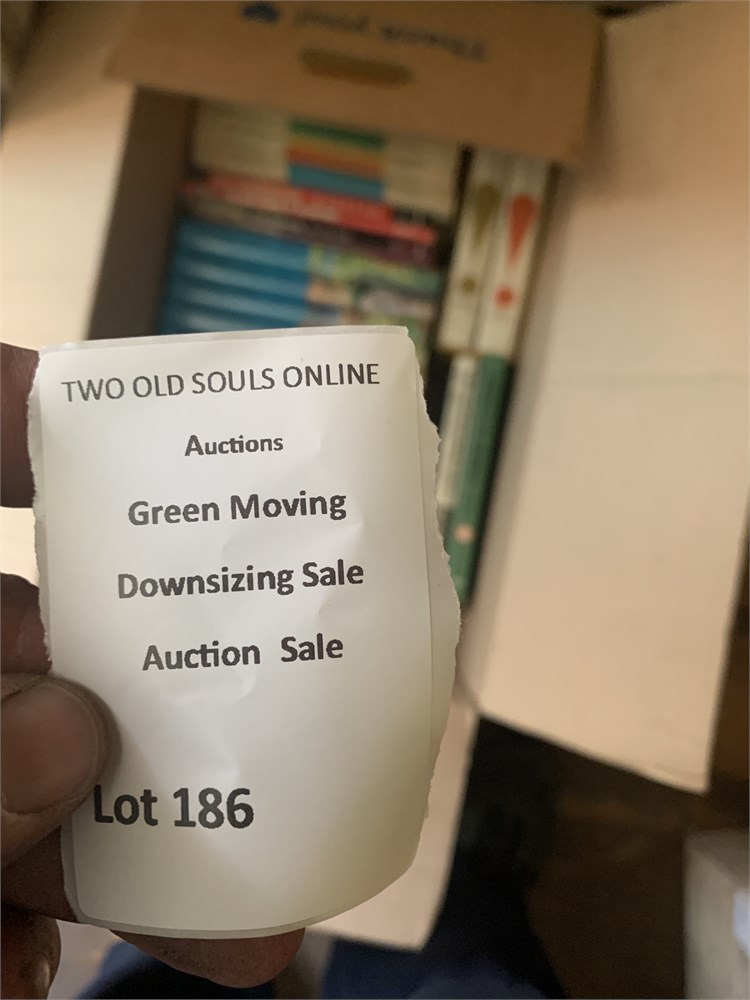 TWO OLD SOULS ONLINE
Auctions
Green Moving
Downsizing Sale
Auction Sale
Lot 186